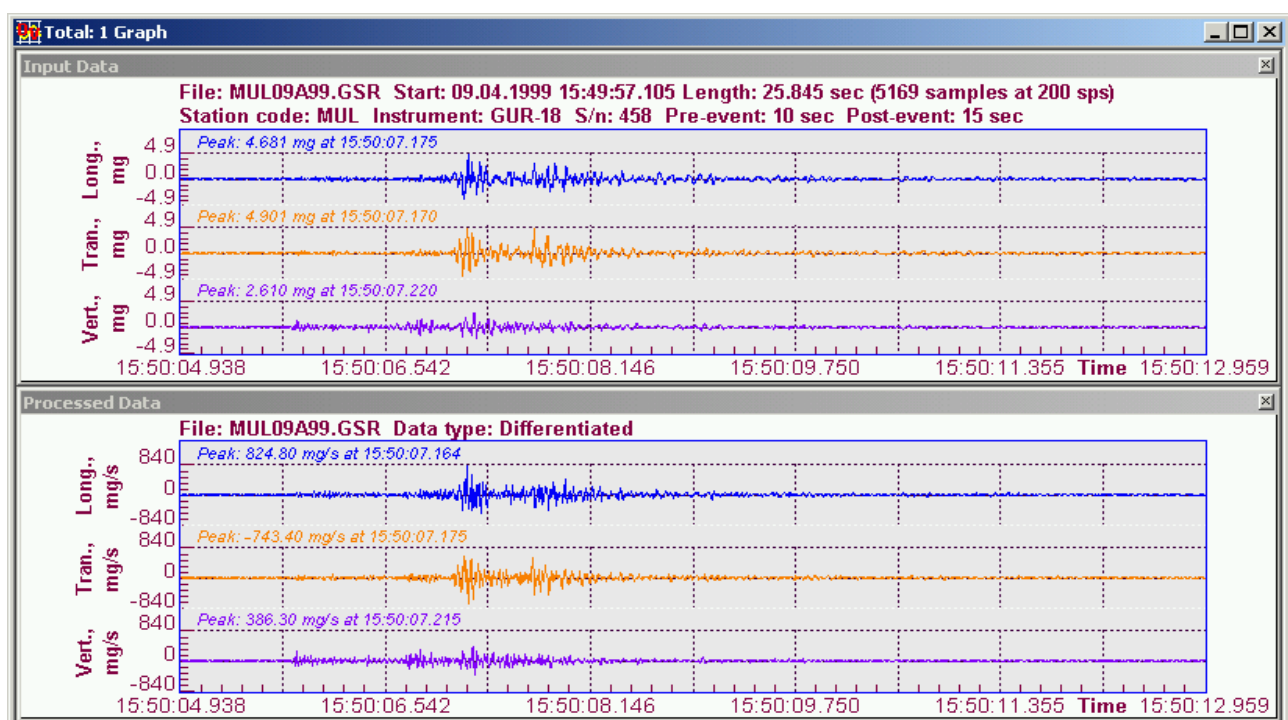 Total: 1 Graph
Input Data
File: MUL09A99.GSR Start: 09.04.1999 15:49:57.105 Length: 25.845 sec (5169 samples at 200 sps)
Station code: MUL Instrument: GUR-18 S/n: 458 Pre-event: 10 sec Post-event: 15 sec
Long., mg
4.9
0.0
-4.9
Peak: 4.681 mg at 15:50:07.175
Tran., mg
4.9
0.0
-4.9
Peak: 4.901 mg at 15:50:07.170
Vert., mg
4.9
0.0
-4.9
Peak: 2.610 mg at 15:50:07.220
15:50:04.938 15:50:06.542 15:50:08.146 15:50:09.750 15:50:11.355 Time 15:50:12.959
Processed Data
File: MUL09A99.GSR Data type: Differentiated
Long., mg/s
840
0
-840
Peak: 824.80 mg/s at 15:50:07.164
Tran., mg/s
840
0
-840
Peak: -743.40 mg/s at 15:50:07.175
Vert., mg/s
840
0
-840
Peak: 386.30 mg/s at 15:50:07.215
15:50:04.938 15:50:06.542 15:50:08.146 15:50:09.750 15:50:11.355 Time 15:50:12.959